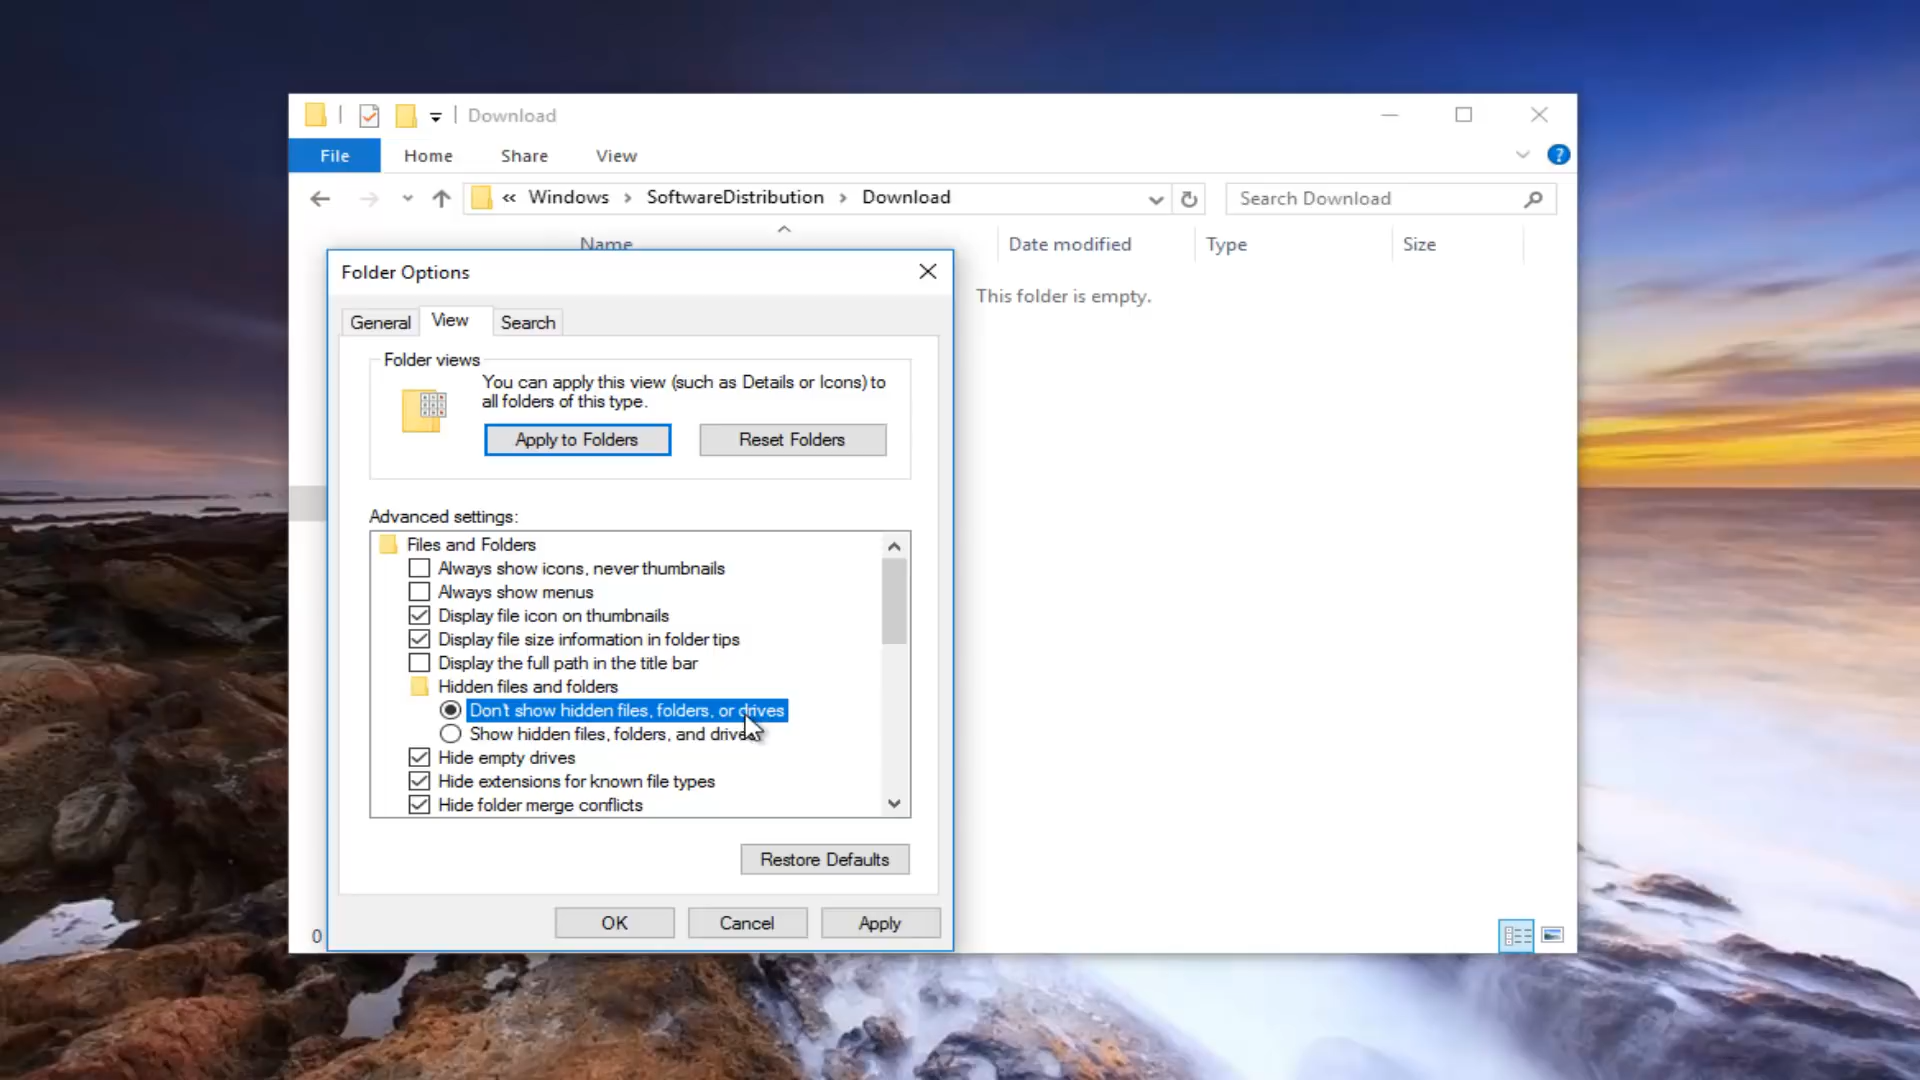 Download
File
Home
Share
View
?
« Windows › SoftwareDistribution › Download
Search Download
Name
Date modified
Type
Size
This folder is empty.
Folder Options
General
View
Search
Folder views
You can apply this view (such as Details or Icons) to
all folders of this type.
Apply to Folders
Reset Folders
Advanced settings:
Files and Folders
Always show icons, never thumbnails
Always show menus
Display file icon on thumbnails
Display file size information in folder tips
Display the full path in the title bar
Hidden files and folders
Don't show hidden files, folders, or drives
Show hidden files, folders, and drives
Hide empty drives
Hide extensions for known file types
Hide folder merge conflicts
Restore Defaults
OK
Cancel
Apply
0